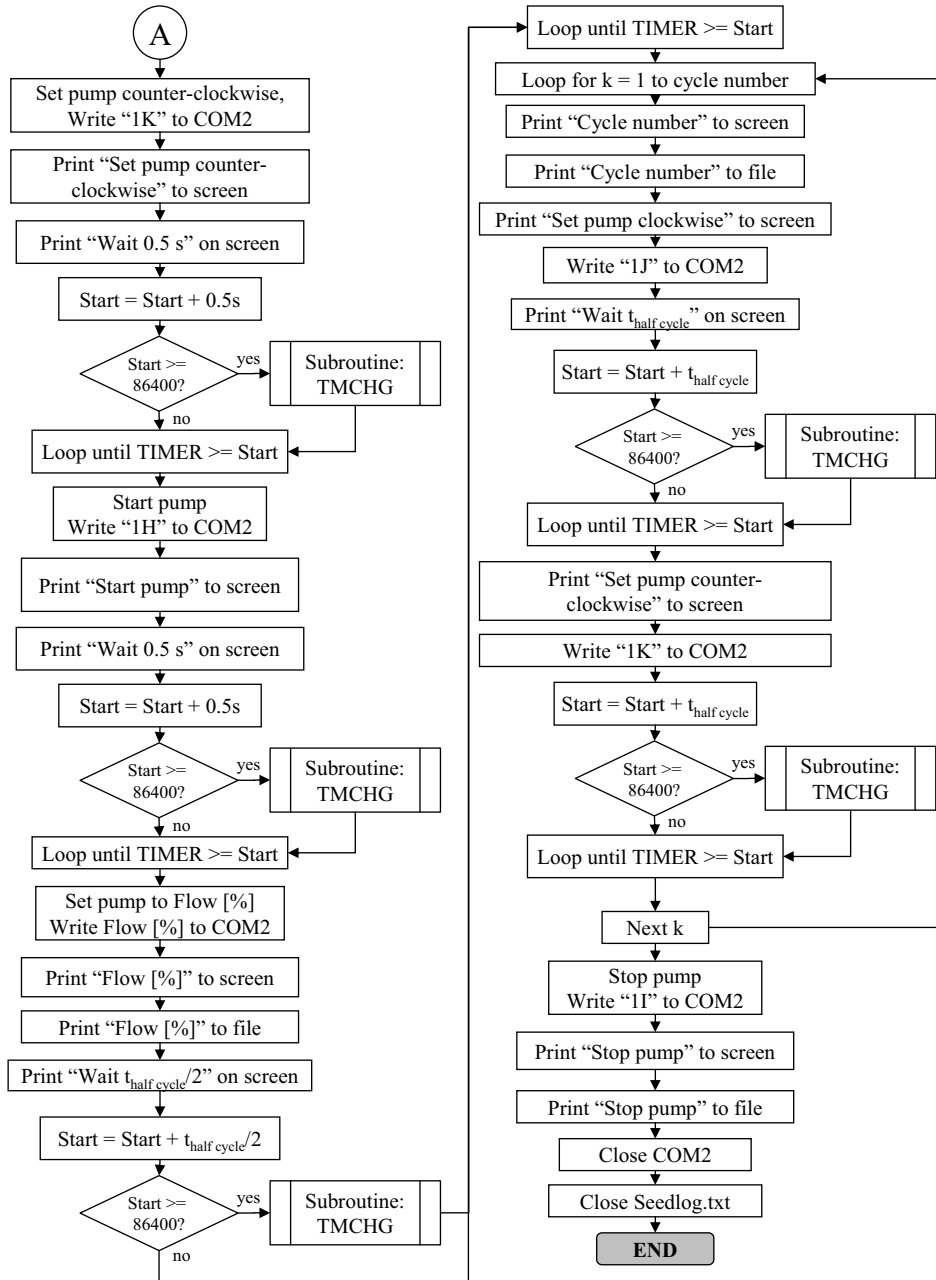 A
Set pump counter-clockwise,
Write “1K” to COM2
Print “Set pump counter-
clockwise” to screen
Print “Wait 0.5 s” on screen
Start = Start + 0.5s
Start >=
86400?
yes
Subroutine:
TMCHG
no
Loop until TIMER >= Start
Start pump
Write “1H” to COM2
Print “Start pump” to screen
Print “Wait 0.5 s” on screen
Start = Start + 0.5s
Start >=
86400?
yes
Subroutine:
TMCHG
no
Loop until TIMER >= Start
Set pump to Flow [%]
Write Flow [%] to COM2
Print “Flow [%]” to screen
Print “Flow [%]” to file
Print “Wait t half cycle/2” on screen
Start = Start + t half cycle/2
Start >=
86400?
yes
Subroutine:
TMCHG
no
Loop until TIMER >= Start
Loop for k = 1 to cycle number
Print “Cycle number” to screen
Print “Cycle number” to file
Print “Set pump clockwise” to screen
Write “1J” to COM2
Print “Wait t half cycle” on screen
Start = Start + t half cycle
Start >=
86400?
yes
Subroutine:
TMCHG
no
Loop until TIMER >= Start
Print “Set pump counter-
clockwise” to screen
Write “1K” to COM2
Start = Start + t half cycle
Start >=
86400?
yes
Subroutine:
TMCHG
no
Loop until TIMER >= Start
Next k
Stop pump
Write “1I” to COM2
Print “Stop pump” to screen
Print “Stop pump” to file
Close COM2
Close Seedlog.txt
END